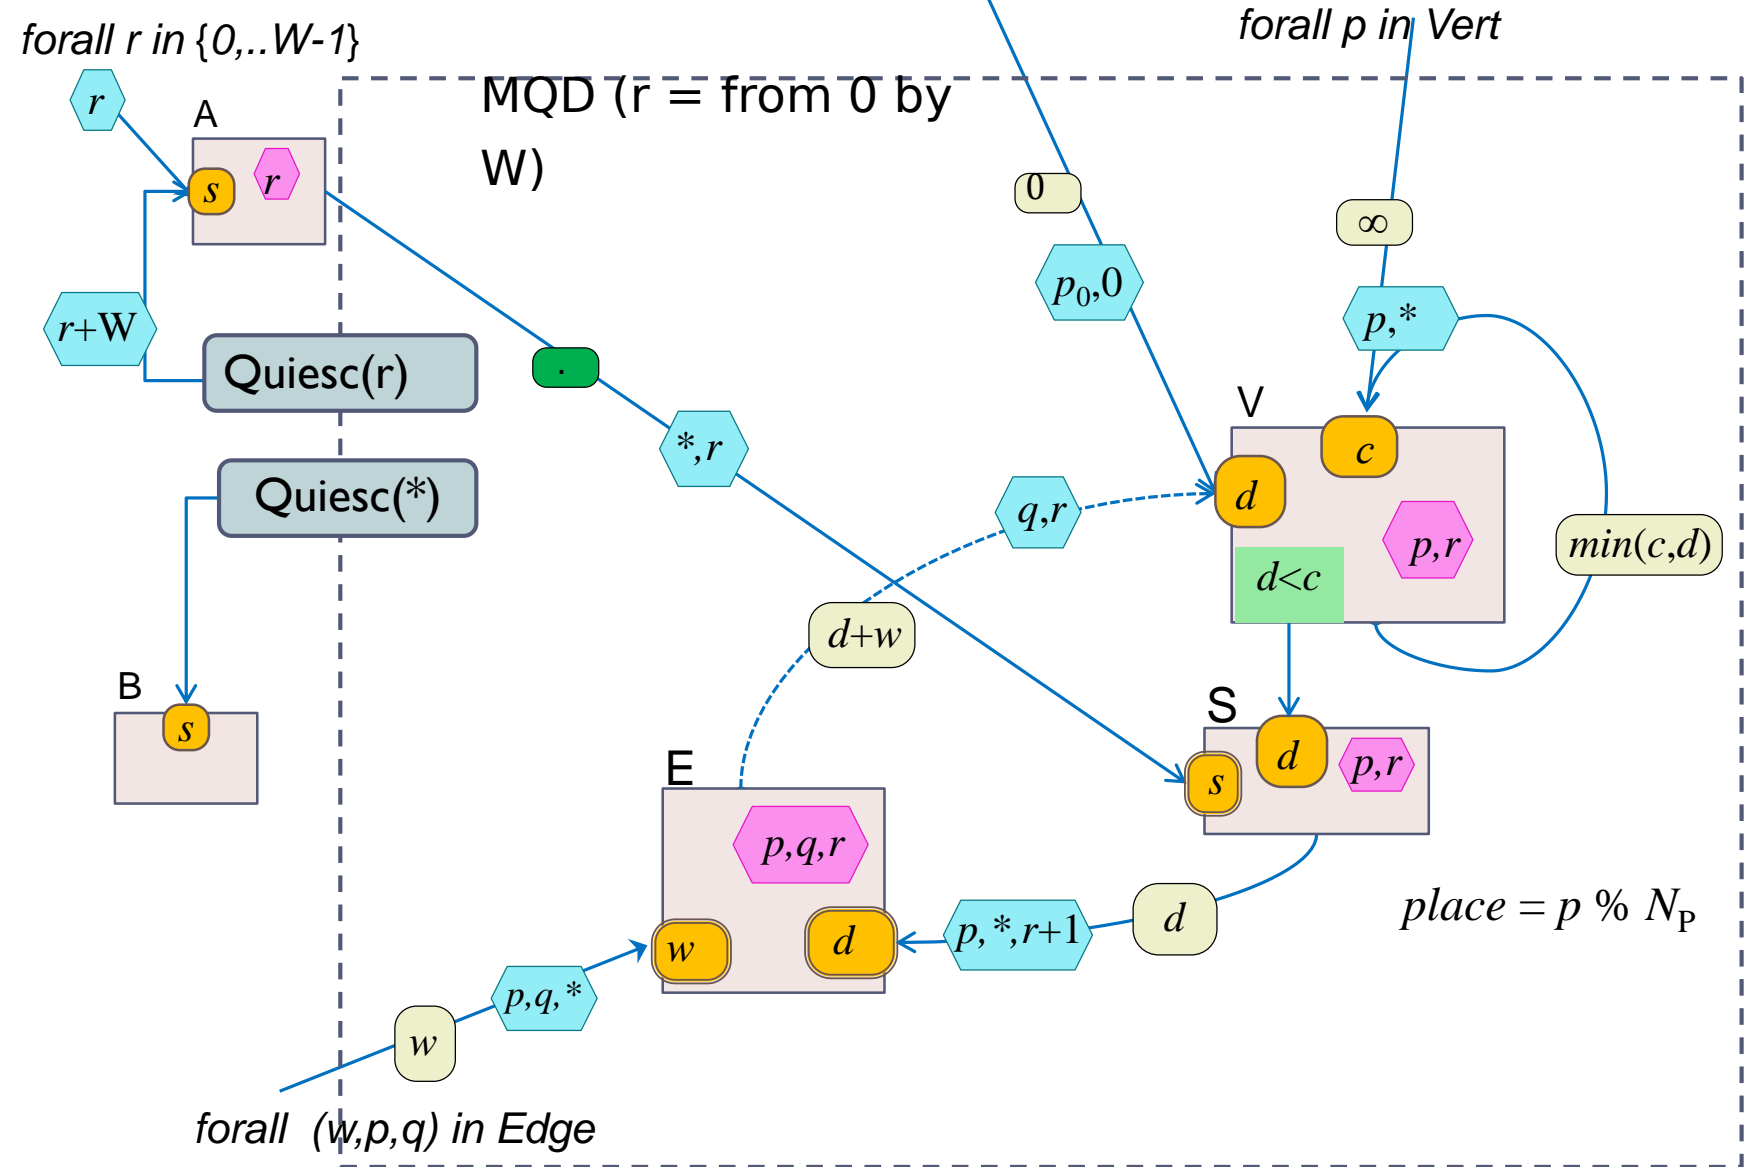 forall r in {0,..W-1}
forall p in Vert
MQD (r = from 0 by
W)
r
A
s
r
0
∞
p₀,0
p,*
r+W
Quiesc(r)
.
*,r
V
c
d
q,r
p,r
min(c,d)
Quiesc(*)
d<c
d+w
B
s
S
d
p,r
s
E
p,q,r
w
d
p,*,r+1
d
place = p % N_P
p,q,*
w
forall (w,p,q) in Edge